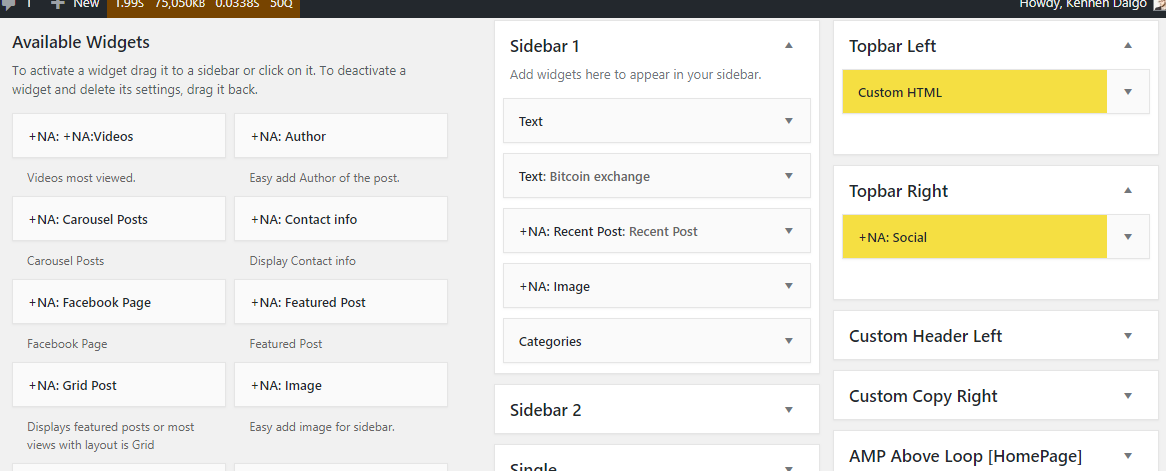 1 New 1.99S 75,050KB 0.0338S 50Q
Howdy, Kennen Dalgo
Available Widgets
To activate a widget drag it to a sidebar or click on it. To deactivate a
widget and delete its settings, drag it back.
+NA: +NA:Videos
+NA: Author
Videos most viewed.
Easy add Author of the post.
+NA: Carousel Posts
+NA: Contact info
Carousel Posts
Display Contact info
+NA: Facebook Page
+NA: Featured Post
Facebook Page
Featured Post
+NA: Grid Post
+NA: Image
Displays featured posts or most
views with layout is Grid
Easy add image for sidebar.
Sidebar 1
Add widgets here to appear in your sidebar.
Text
Text: Bitcoin exchange
+NA: Recent Post: Recent Post
+NA: Image
Categories
Sidebar 2
Single
Topbar Left
Custom HTML
Topbar Right
+NA: Social
Custom Header Left
Custom Copy Right
AMP Above Loop [HomePage]